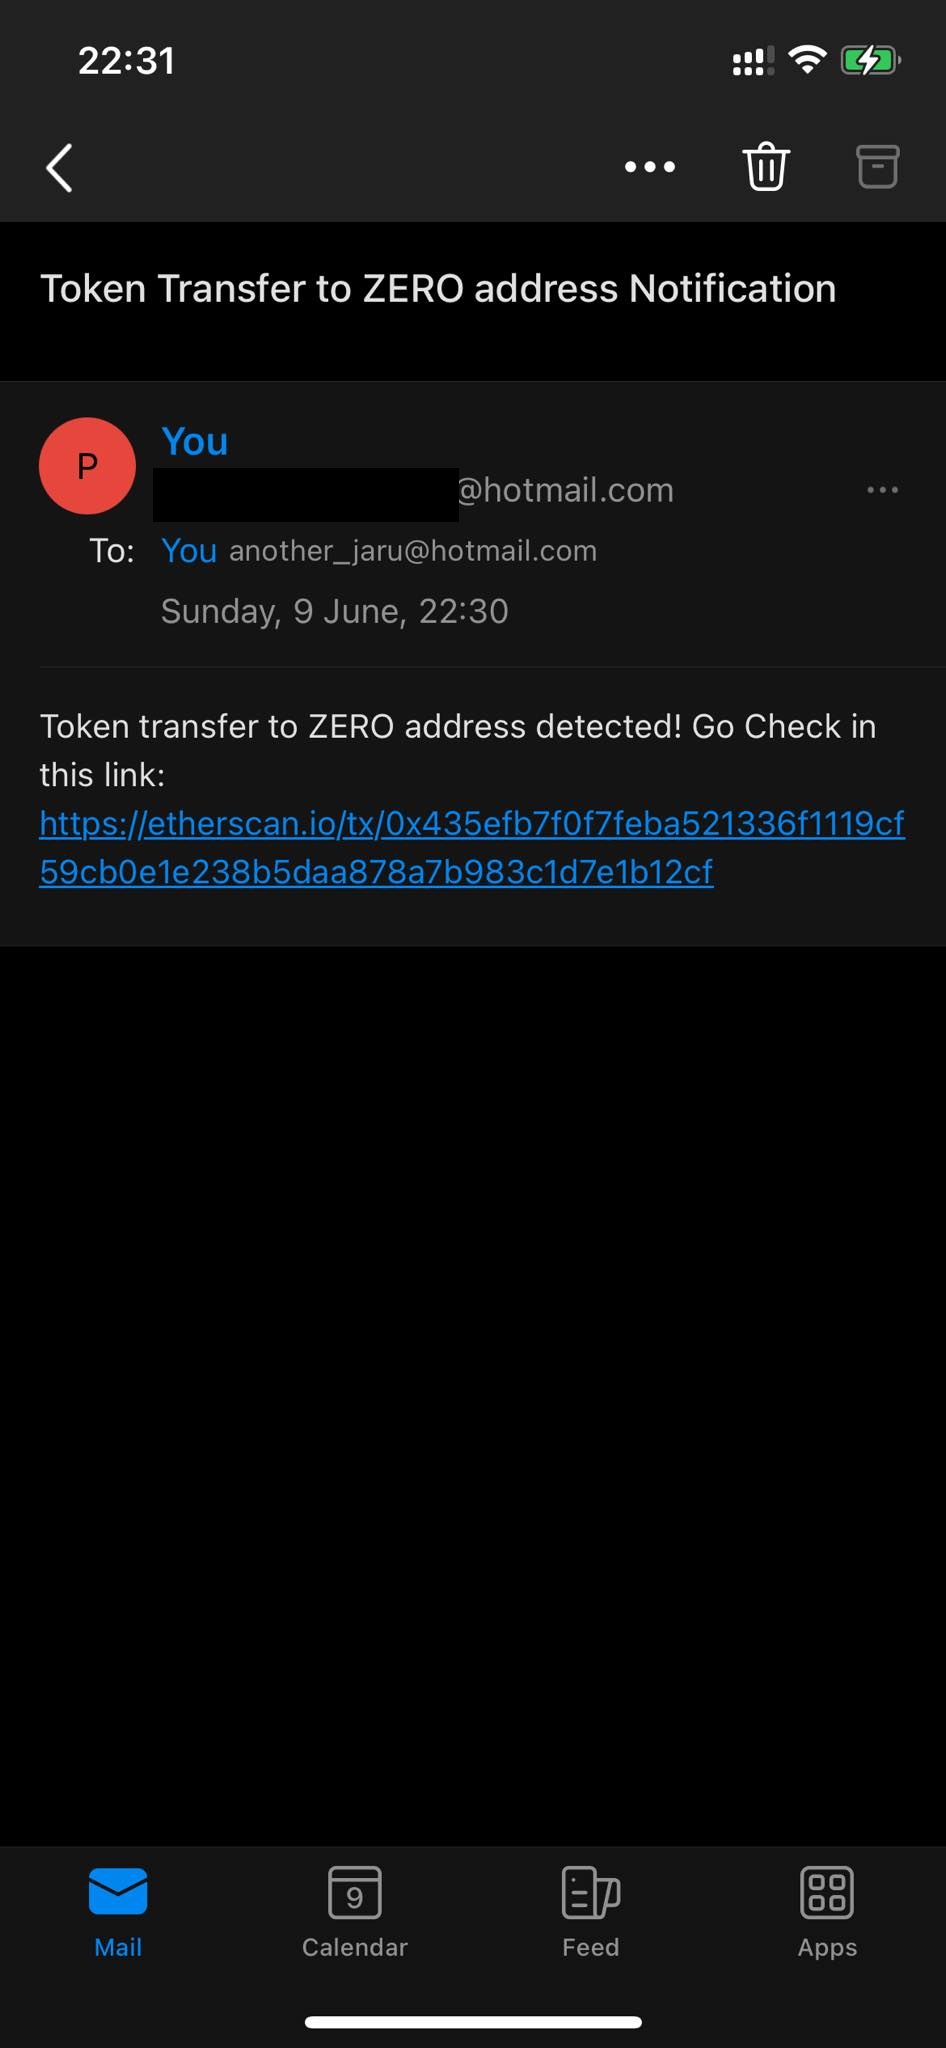 22:31
Token Transfer to ZERO address Notification
P
You
@hotmail.com
To: You another_jaru@hotmail.com
Sunday, 9 June, 22:30
Token transfer to ZERO address detected! Go Check in
this link:
https://etherscan.io/tx/0x435efb7f0f7feba521336f1119cf
59cb0e1e238b5daa878a7b983c1d7e1b12cf
9
Mail Calendar Feed Apps